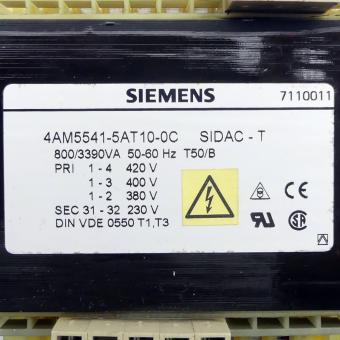 SIEMENS 7110011
4AM5541-5AT10-0C SIDAC - T
800/3390VA 50-60 Hz T50/B
PRI 1 - 4 420 V
1 - 3 400 V
1 - 2 380 V
SEC 31 - 32 230 V
DIN VDE 0550 T1,T3